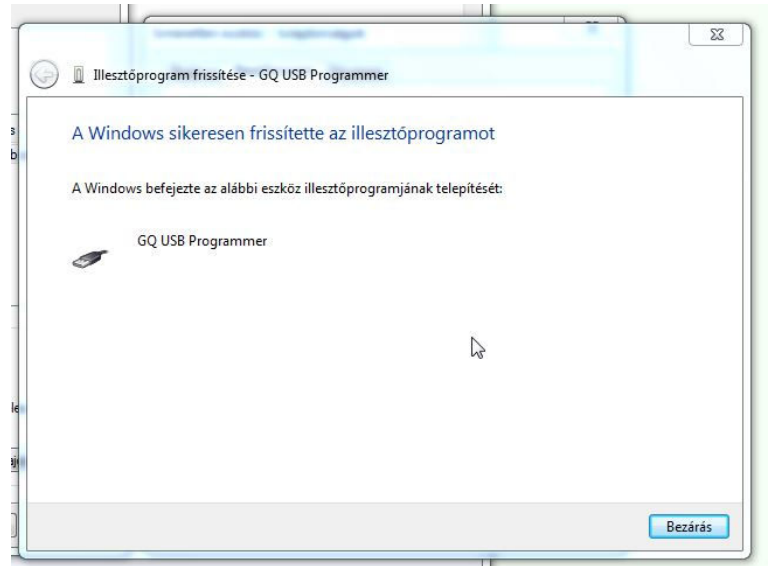 Illesztőprogram frissítése - GQ USB Programmer
A Windows sikeresen frissítette az illesztőprogramot
A Windows befejezte az alábbi eszköz illesztőprogramjának telepítését:
GQ USB Programmer
Bezárás